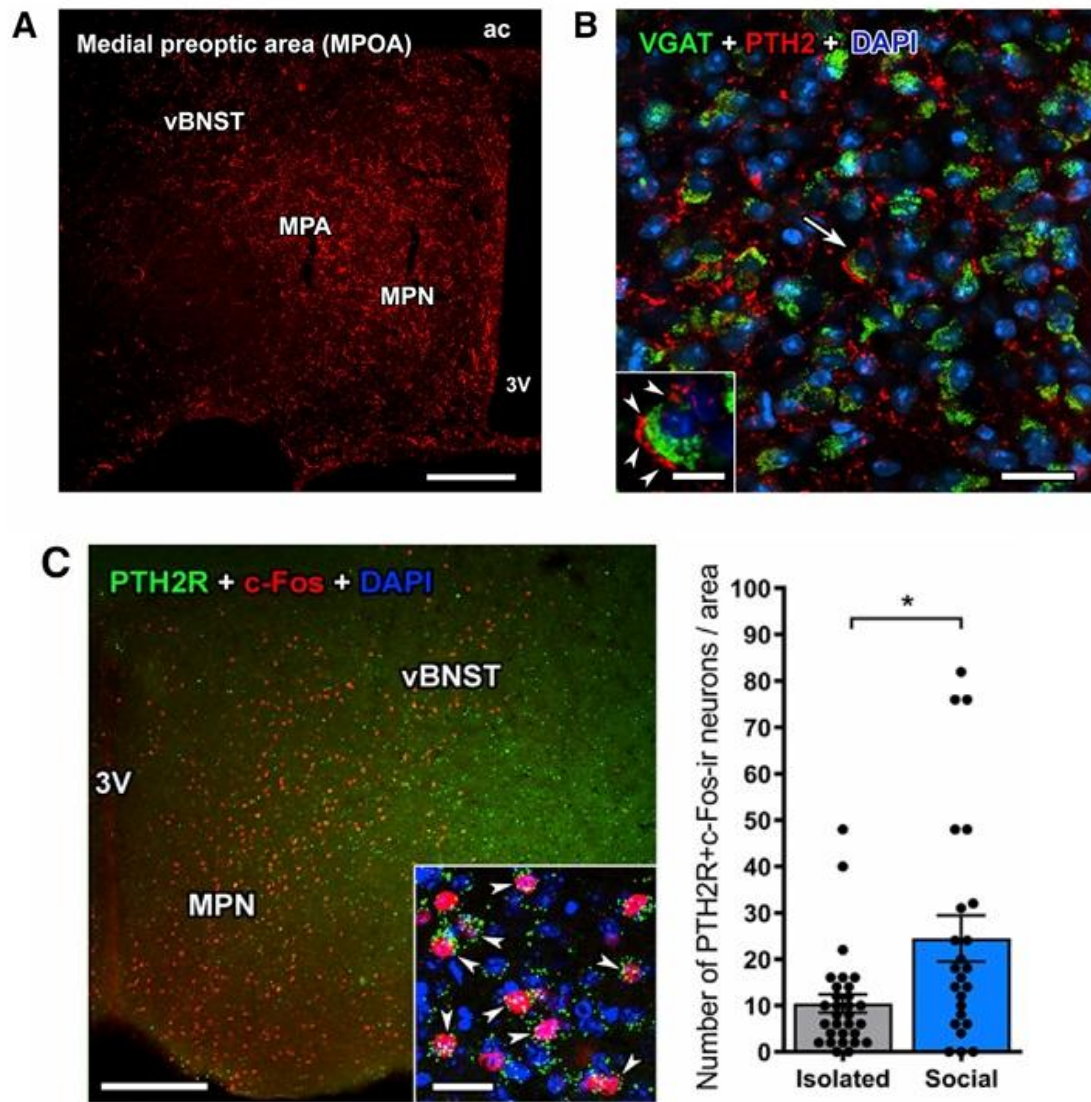 A
Medial preoptic area (MPOA)
ac
vBNST
MPA
MPN
3V
B
VGAT + PTH2 + DAPI
C
PTH2R + c-Fos + DAPI
vBNST
3V
MPN
Number of PTH2R+c-Fos-ir neurons / area
100
90
80
70
60
50
40
30
20
10
0
*
Isolated
Social